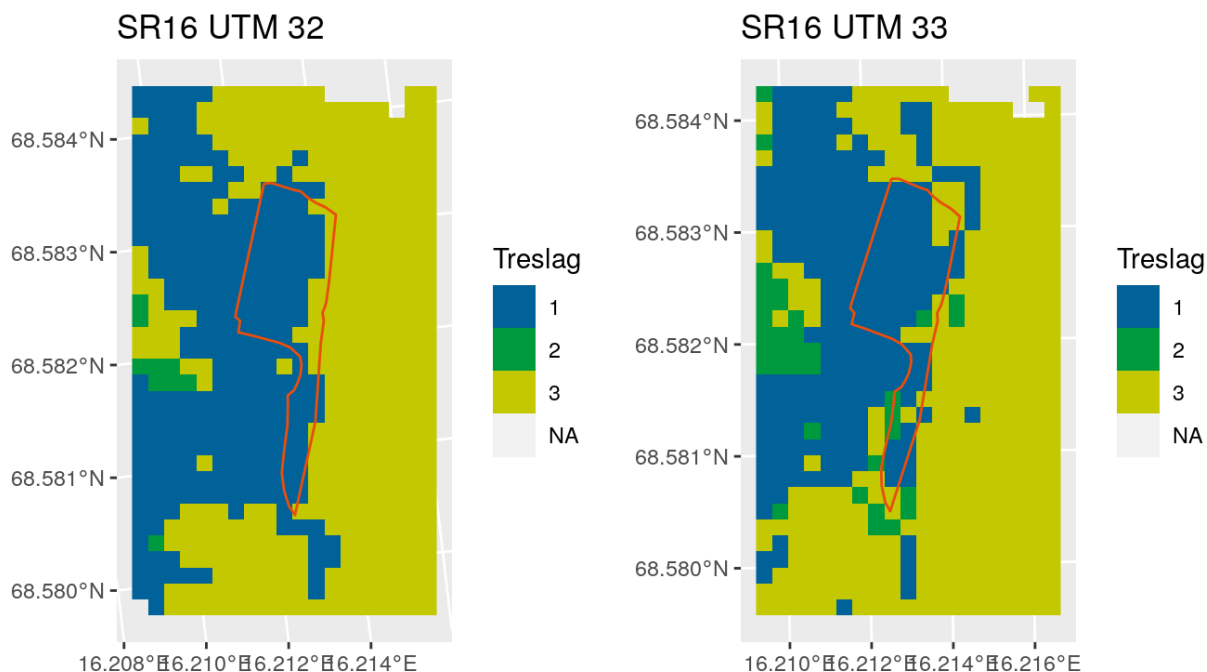 SR16 UTM 32
68.584°N
68.583°N
68.582°N
68.581°N
68.580°N
16.208°E 16.210°E 16.212°E 16.214°E
Treslag
1
2
3
NA
SR16 UTM 33
68.584°N
68.583°N
68.582°N
68.581°N
68.580°N
16.210°E 16.212°E 16.214°E 16.216°E
Treslag
1
2
3
NA